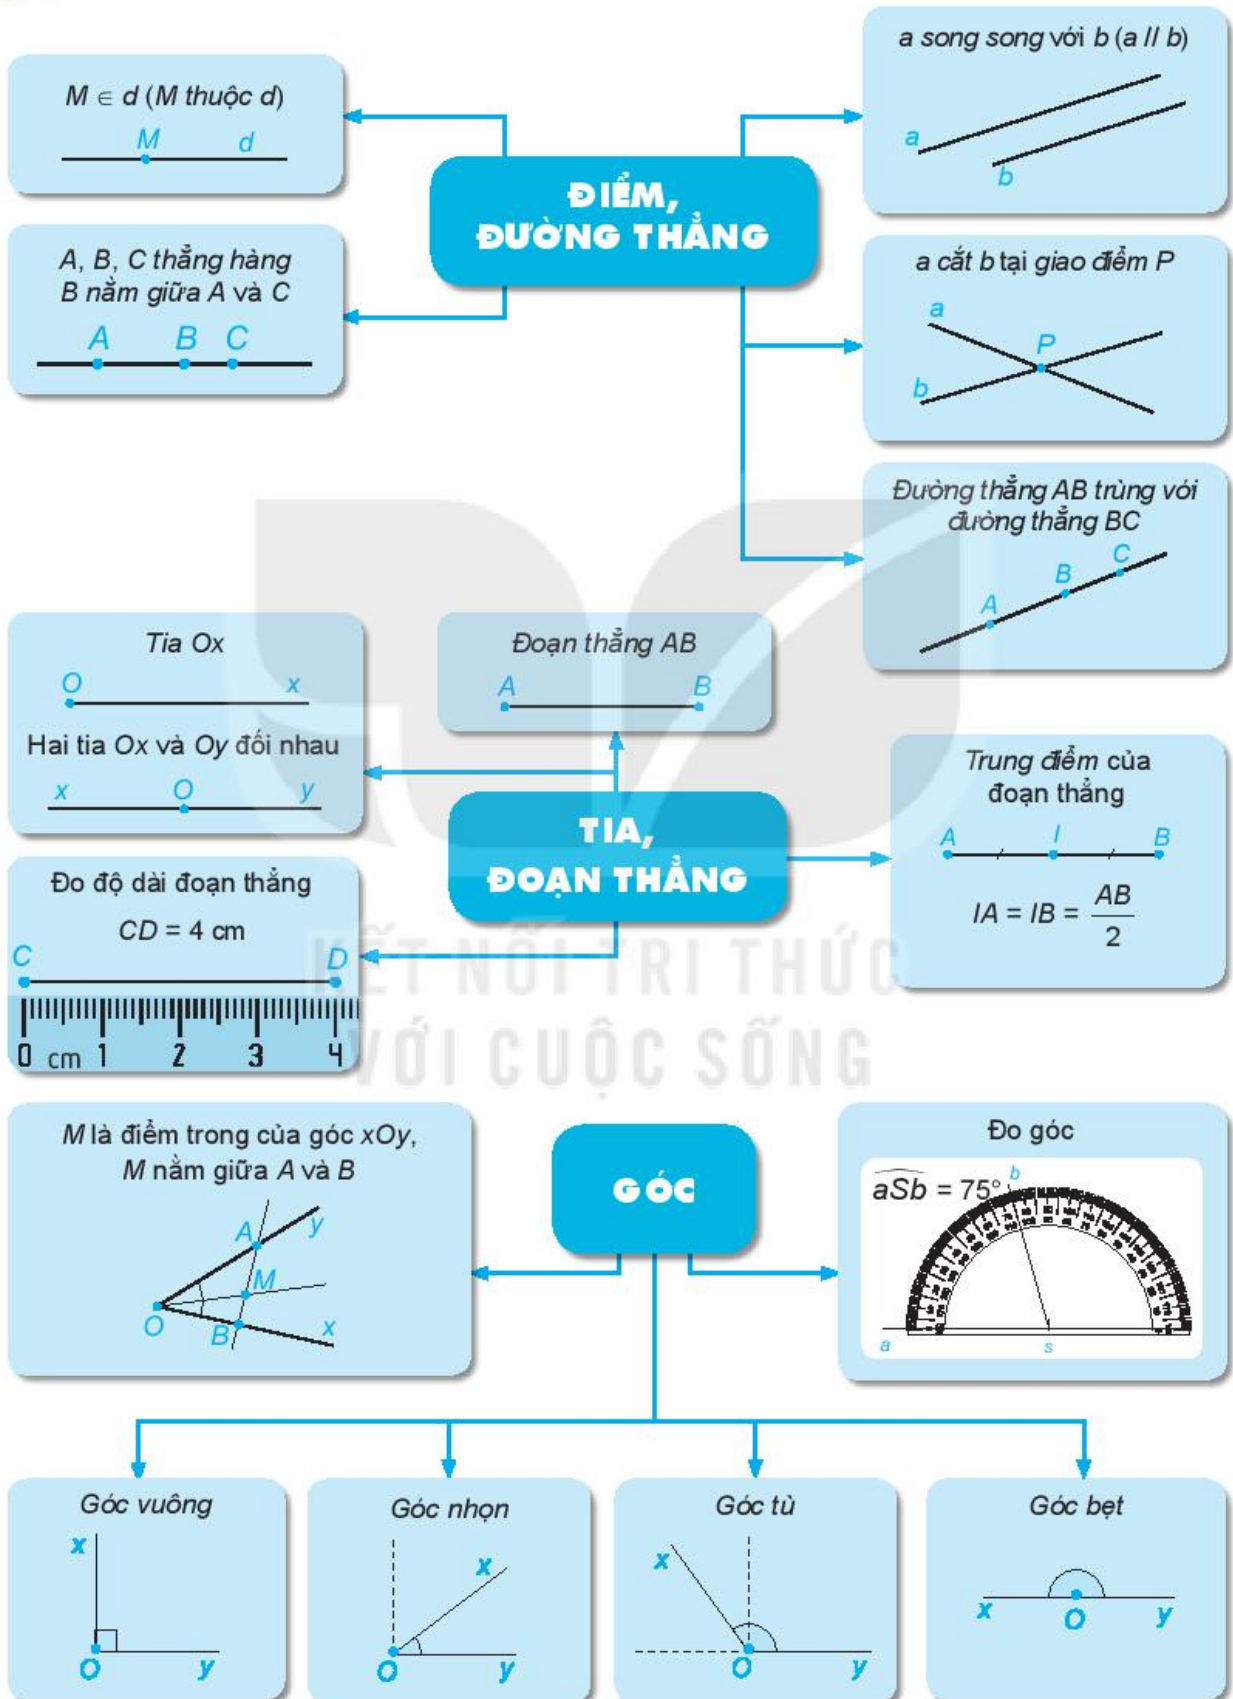 M ∈ d (M thuộc d)
M d
A, B, C thẳng hàng
B nằm giữa A và C
A B C
ĐIỂM,
ĐƯỜNG THẲNG
a song song với b (a // b)
a
b
a cắt b tại giao điểm P
a
P
b
Đường thẳng AB trùng với
đường thẳng BC
C
B
A
Tia Ox
O x
Hai tia Ox và Oy đối nhau
x O y
Đoạn thẳng AB
A B
TIA,
ĐOẠN THẲNG
Trung điểm của
đoạn thẳng
A I B
IA = IB = AB/2
Đo độ dài đoạn thẳng
CD = 4 cm
C D
0 cm 1 2 3 4
KẾT NỐI TRI THỨC
VỚI CUỘC SỐNG
M là điểm trong của góc xOy,
M nằm giữa A và B
A y
M
O
B x
GÓC
Đo góc
aSb = 75°
b
a s
Góc vuông
x
O y
Góc nhọn
x
O y
Góc tù
x
O y
Góc bẹt
x O y